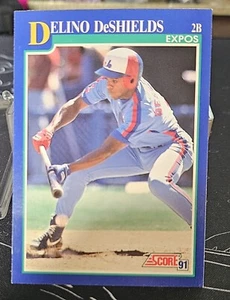 DELINO DESHIELDS 2B
EXPOS
SCORE 91